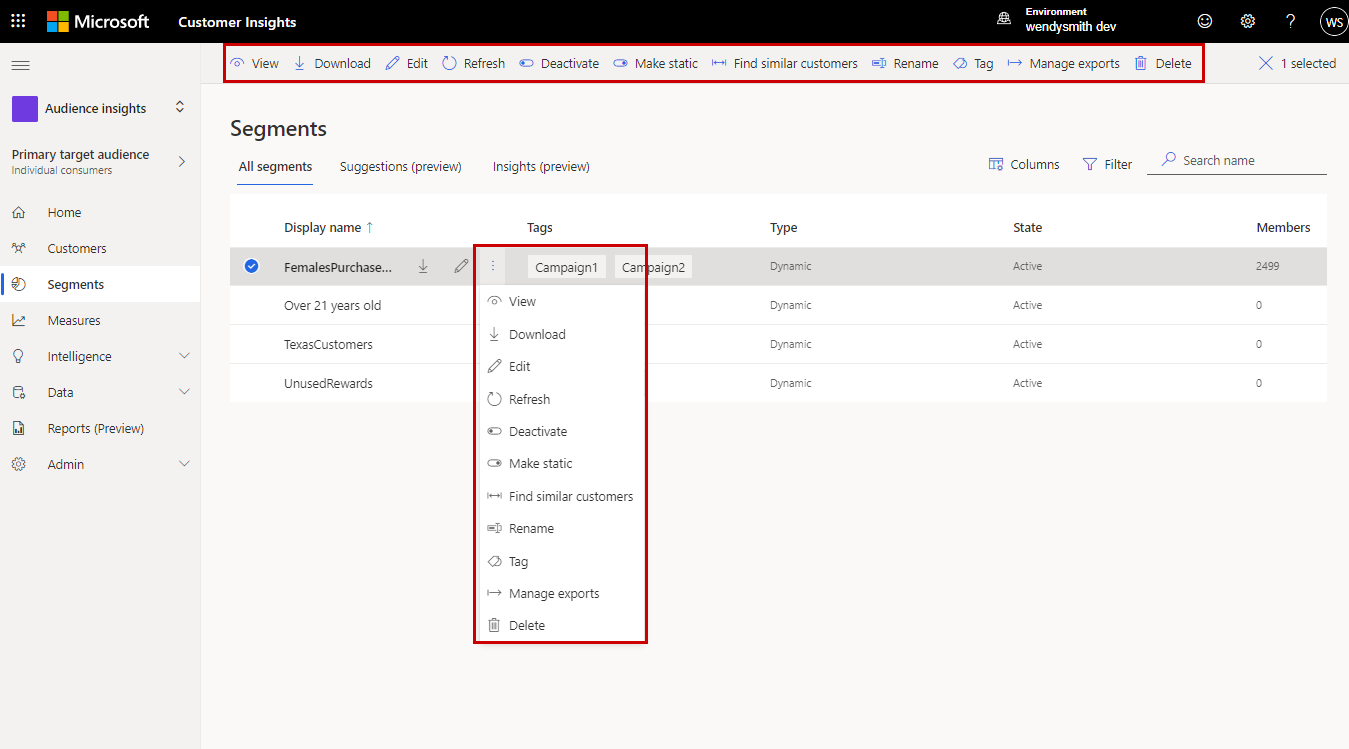 Microsoft Customer Insights Environment
wendysmith dev ? WS
View Download Edit Refresh Deactivate Make static Find similar customers Rename Tag Manage exports Delete 1 selected
Audience insights
Primary target audience
Individual consumers
Home
Customers
Segments
Measures
Intelligence
Data
Reports (Preview)
Admin
Segments
All segments Suggestions (preview) Insights (preview) Columns Filter Search name
Display name ↑ Tags Type State Members
FemalesPurchase... Campaign1 Campaign2 Dynamic Active 2499
Over 21 years old Dynamic Active 0
TexasCustomers Dynamic Active 0
UnusedRewards Dynamic Active 0
View
Download
Edit
Refresh
Deactivate
Make static
Find similar customers
Rename
Tag
Manage exports
Delete